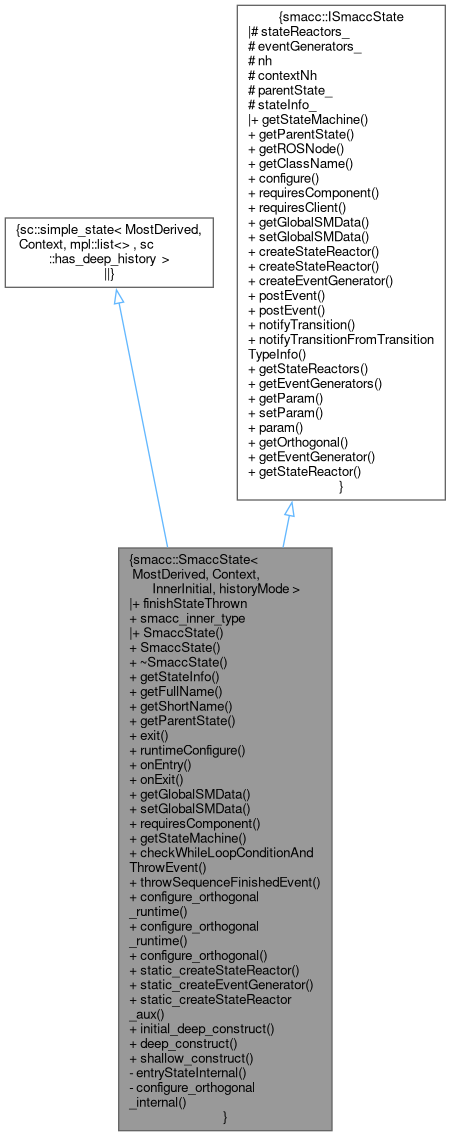 {smacc::ISmaccState
|# stateReactors_
# eventGenerators_
# nh
# contextNh
# parentState_
# stateInfo_
|+ getStateMachine()
+ getParentState()
+ getROSNode()
+ getClassName()
+ configure()
+ requiresComponent()
+ requiresClient()
+ getGlobalSMData()
+ setGlobalSMData()
+ createStateReactor()
+ createStateReactor()
+ createEventGenerator()
+ postEvent()
+ postEvent()
+ notifyTransition()
+ notifyTransitionFromTransition
TypeInfo()
+ getStateReactors()
+ getEventGenerators()
+ getParam()
+ setParam()
+ param()
+ getOrthogonal()
+ getEventGenerator()
+ getStateReactor()
}
{sc::simple_state< MostDerived,
Context, mpl::list<> , sc
::has_deep_history >
||}
{smacc::SmaccState<
MostDerived, Context,
InnerInitial, historyMode >
|+ finishStateThrown
+ smacc_inner_type
|+ SmaccState()
+ SmaccState()
+ ~SmaccState()
+ getStateInfo()
+ getFullName()
+ getShortName()
+ getParentState()
+ exit()
+ runtimeConfigure()
+ onEntry()
+ onExit()
+ getGlobalSMData()
+ setGlobalSMData()
+ requiresComponent()
+ getStateMachine()
+ checkWhileLoopConditionAnd
ThrowEvent()
+ throwSequenceFinishedEvent()
+ configure_orthogonal
_runtime()
+ configure_orthogonal
_runtime()
+ configure_orthogonal()
+ static_createStateReactor()
+ static_createEventGenerator()
+ static_createStateReactor
_aux()
+ initial_deep_construct()
+ deep_construct()
+ shallow_construct()
- entryStateInternal()
- configure_orthogonal
_internal()
}